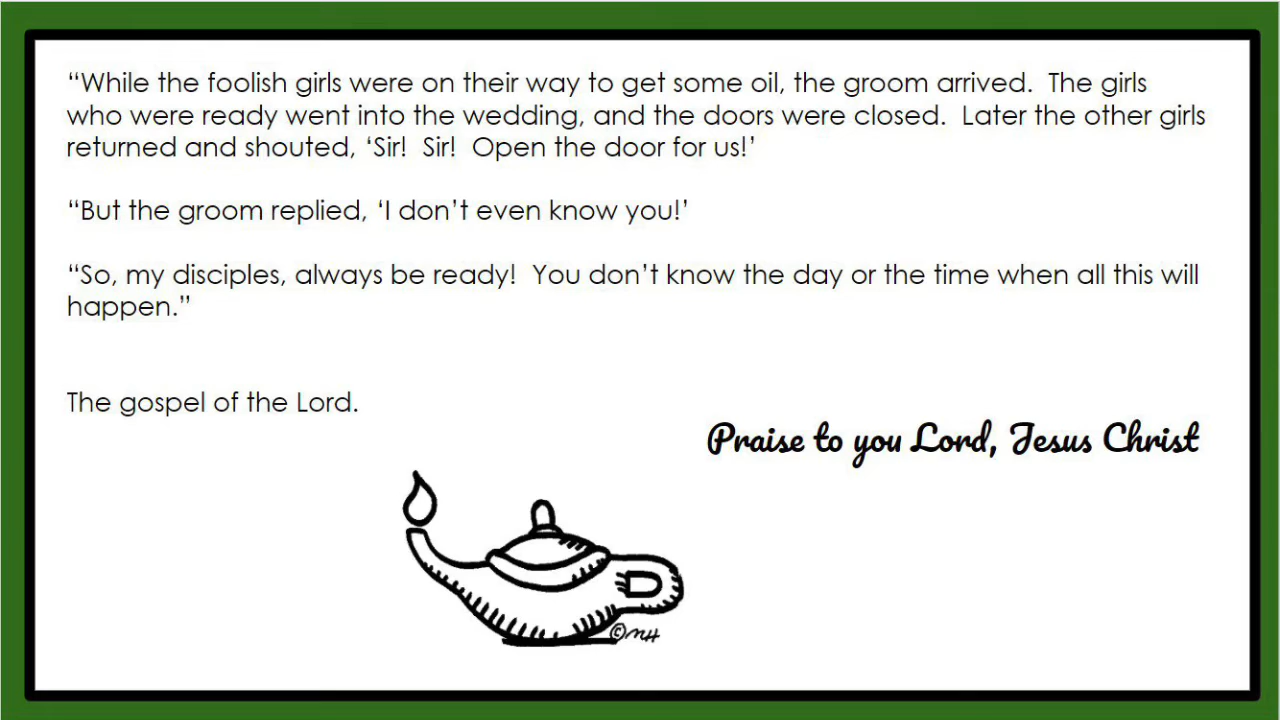 “While the foolish girls were on their way to get some oil, the groom arrived.  The girls
who were ready went into the wedding, and the doors were closed.  Later the other girls
returned and shouted, ‘Sir!  Sir!  Open the door for us!’
“But the groom replied, ‘I don’t even know you!’
“So, my disciples, always be ready!  You don’t know the day or the time when all this will
happen.”
The gospel of the Lord.
Praise to you Lord, Jesus Christ
©MH